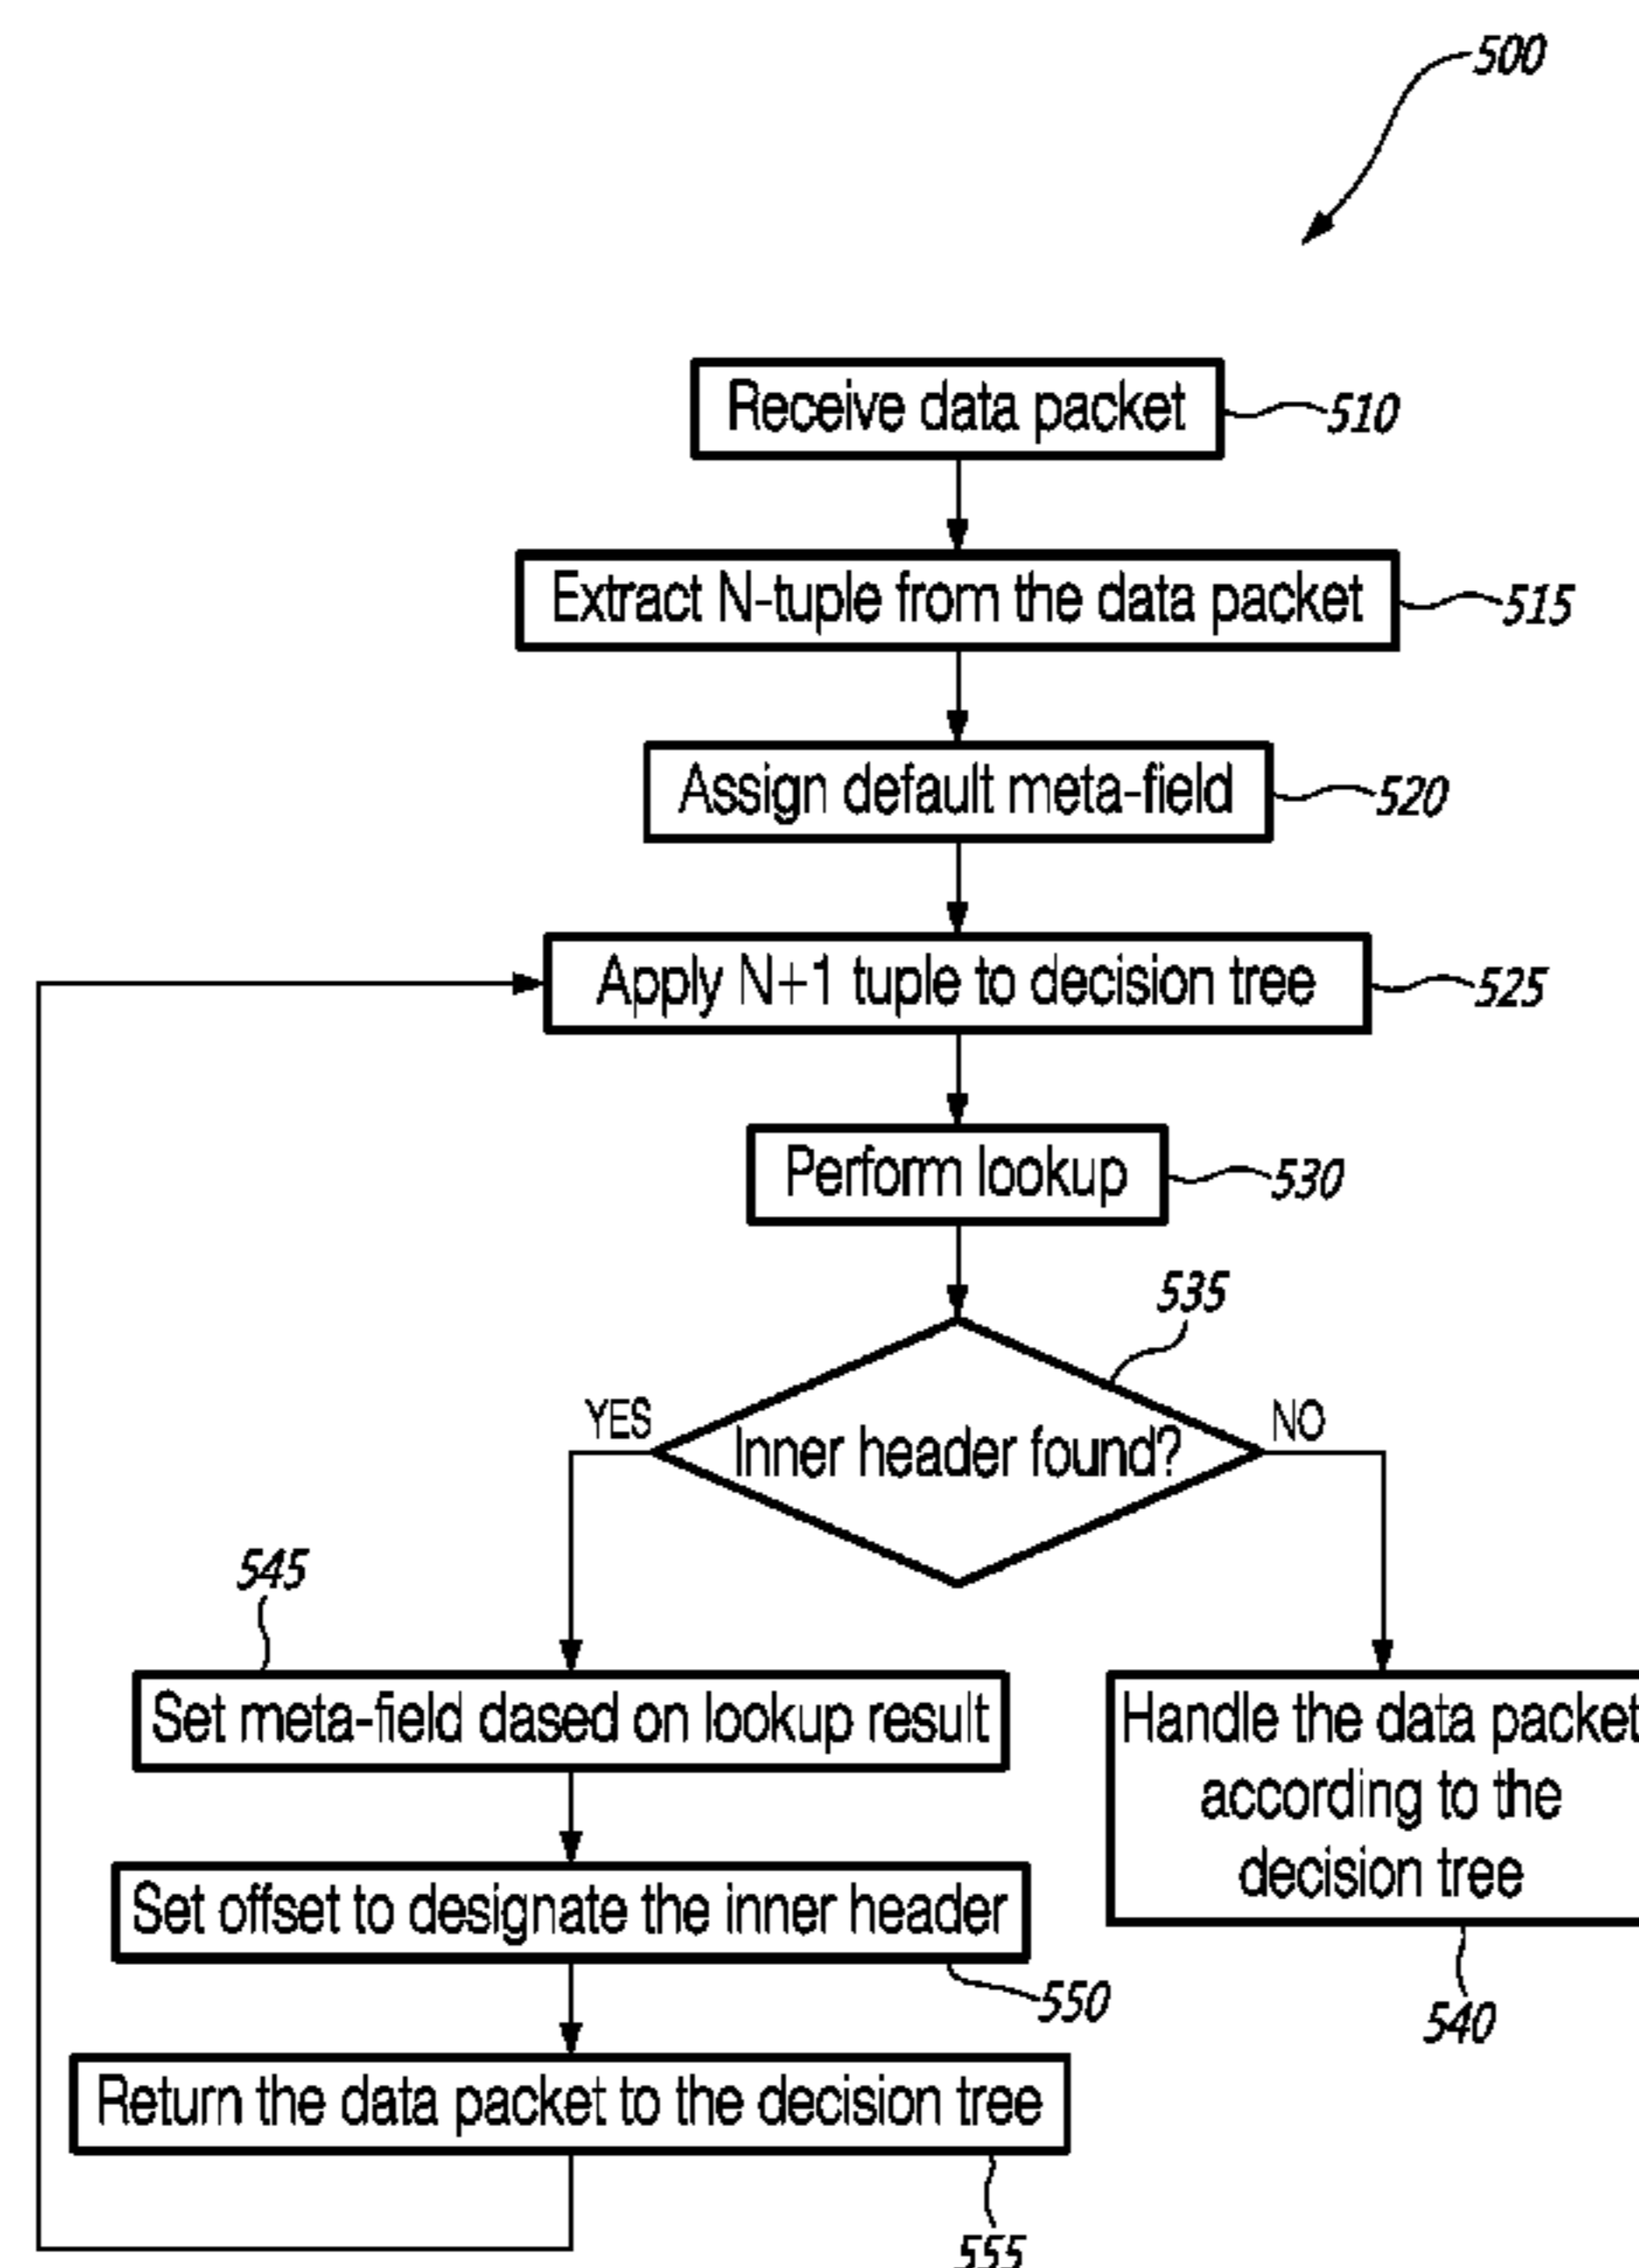 500
Receive data packet
510
Extract N-tuple from the data packet
515
Assign default meta-field
520
Apply N+1 tuple to decision tree
525
Perform lookup
530
535
YES
Inner header found?
NO
545
Set meta-field dased on lookup result
Handle the data packet
according to the
decision tree
Set offset to designate the inner header
550
540
Return the data packet to the decision tree
555